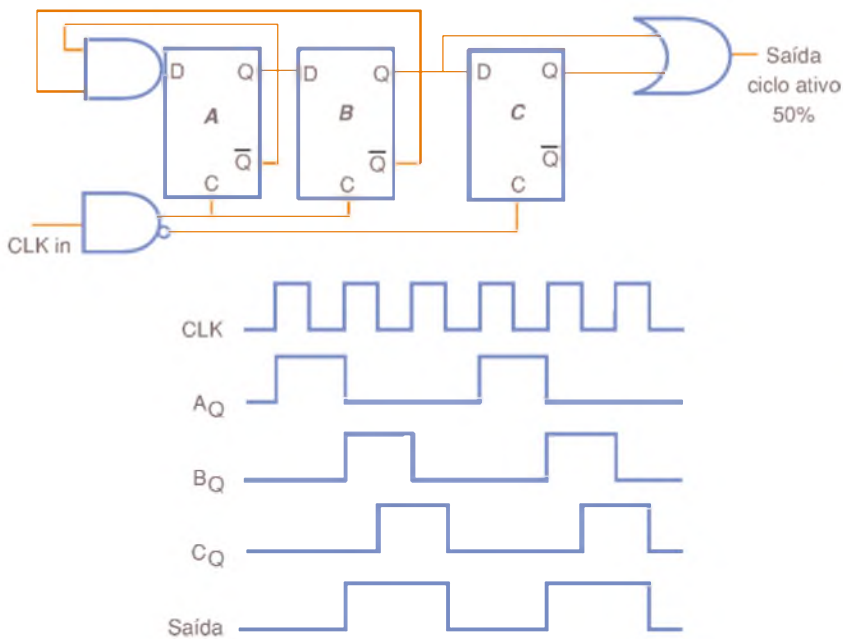 D Q
A
Q̅
C
D Q
B
Q̅
C
D Q
C
Q̅
C
Saída
ciclo ativo
50%
CLK in
CLK
AQ
BQ
CQ
Saída